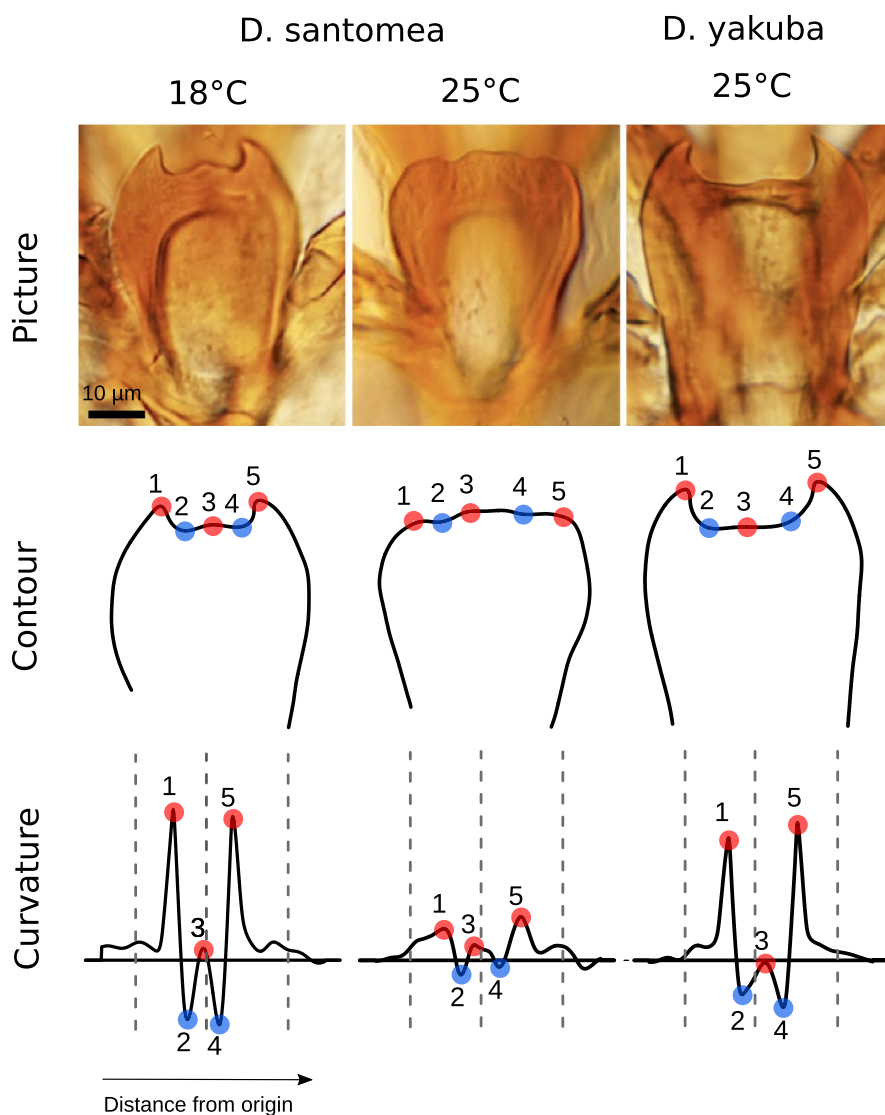 D. santomea D. yakuba
18°C 25°C 25°C
Picture
10 µm
Contour
1 2 3 4 5
1 2 3 4 5
1 2 3 4 5
Curvature
1 2 3 4 5
1 2 3 4 5
1 2 3 4 5
Distance from origin